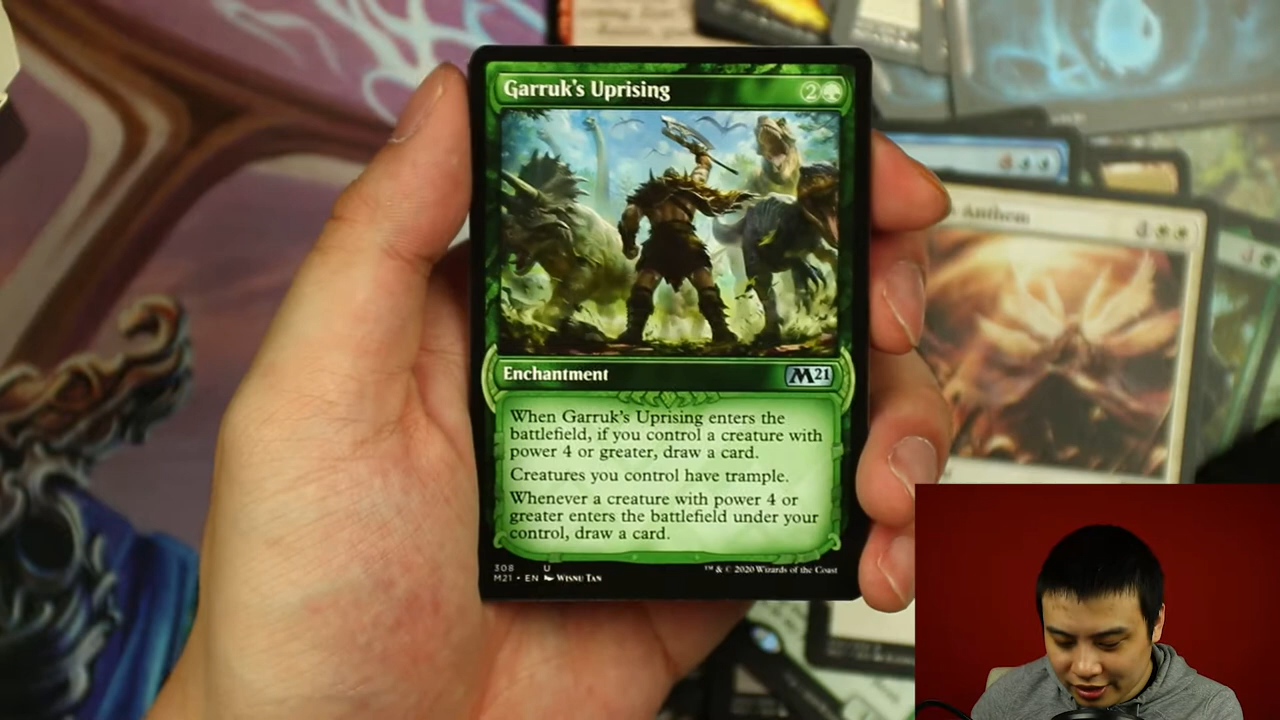 Garruk's Uprising 2
Anthem
Enchantment M21
When Garruk's Uprising enters the
battlefield, if you control a creature with
power 4 or greater, draw a card.
Creatures you control have trample.
Whenever a creature with power 4 or
greater enters the battlefield under your
control, draw a card.
308 U
M21 • EN Wisnu Tan
™ & © 2020 Wizards of the Coast